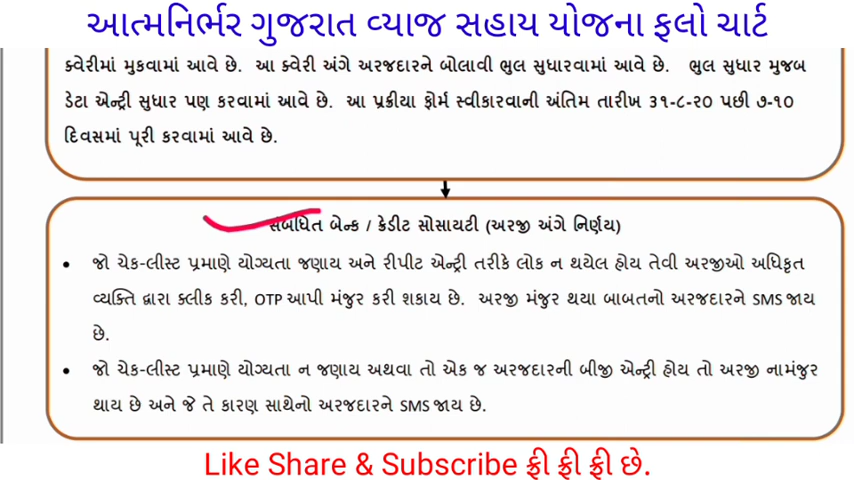 આત્મનિર્ભર ગુજરાત વ્યાજ સહાય યોજના ફલો ચાર્ટ
ક્વેરીમાં મુકવામાં આવે છે. આ ક્વેરી અંગે અરજદારને બોલાવી ભુલ સુધારવામાં આવે છે. ભુલ સુધાર મુજબ
ડેટા એન્ટ્રી સુધાર પણ કરવામાં આવે છે. આ પ્રક્રીયા ફોર્મ સ્વીકારવાની અંતિમ તારીખ ૩૧-૮-૨૦ પછી ૭-૧૦
દિવસમાં પૂરી કરવામાં આવે છે.
સંબંધિત બેન્ક / ક્રેડીટ સોસાયટી (અરજી અંગે નિર્ણય)
• જો ચેક-લીસ્ટ પ્રમાણે યોગ્યતા જણાય અને રીપીટ એન્ટ્રી તરીકે લોક ન થયેલ હોય તેવી અરજીઓ અધિકૃત
વ્યક્તિ દ્વારા ક્લીક કરી, OTP આપી મંજુર કરી શકાય છે. અરજી મંજુર થયા બાબતનો અરજદારને SMS જાય
છે.
• જો ચેક-લીસ્ટ પ્રમાણે યોગ્યતા ન જણાય અથવા તો એક જ અરજદારની બીજી એન્ટ્રી હોય તો અરજી નામંજુર
થાય છે અને જે તે કારણ સાથેનો અરજદારને SMS જાય છે.
Like Share & Subscribe ફ્રી ફ્રી ફ્રી છે.